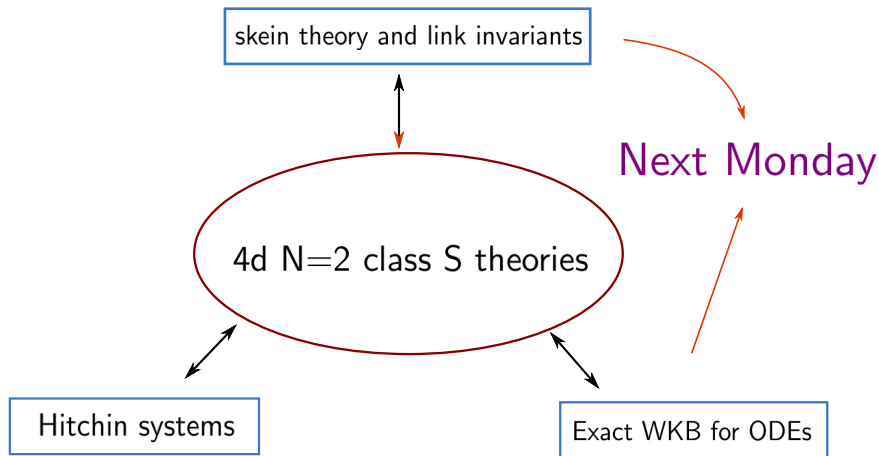 skein theory and link invariants
Next Monday
4d N=2 class S theories
Hitchin systems
Exact WKB for ODEs